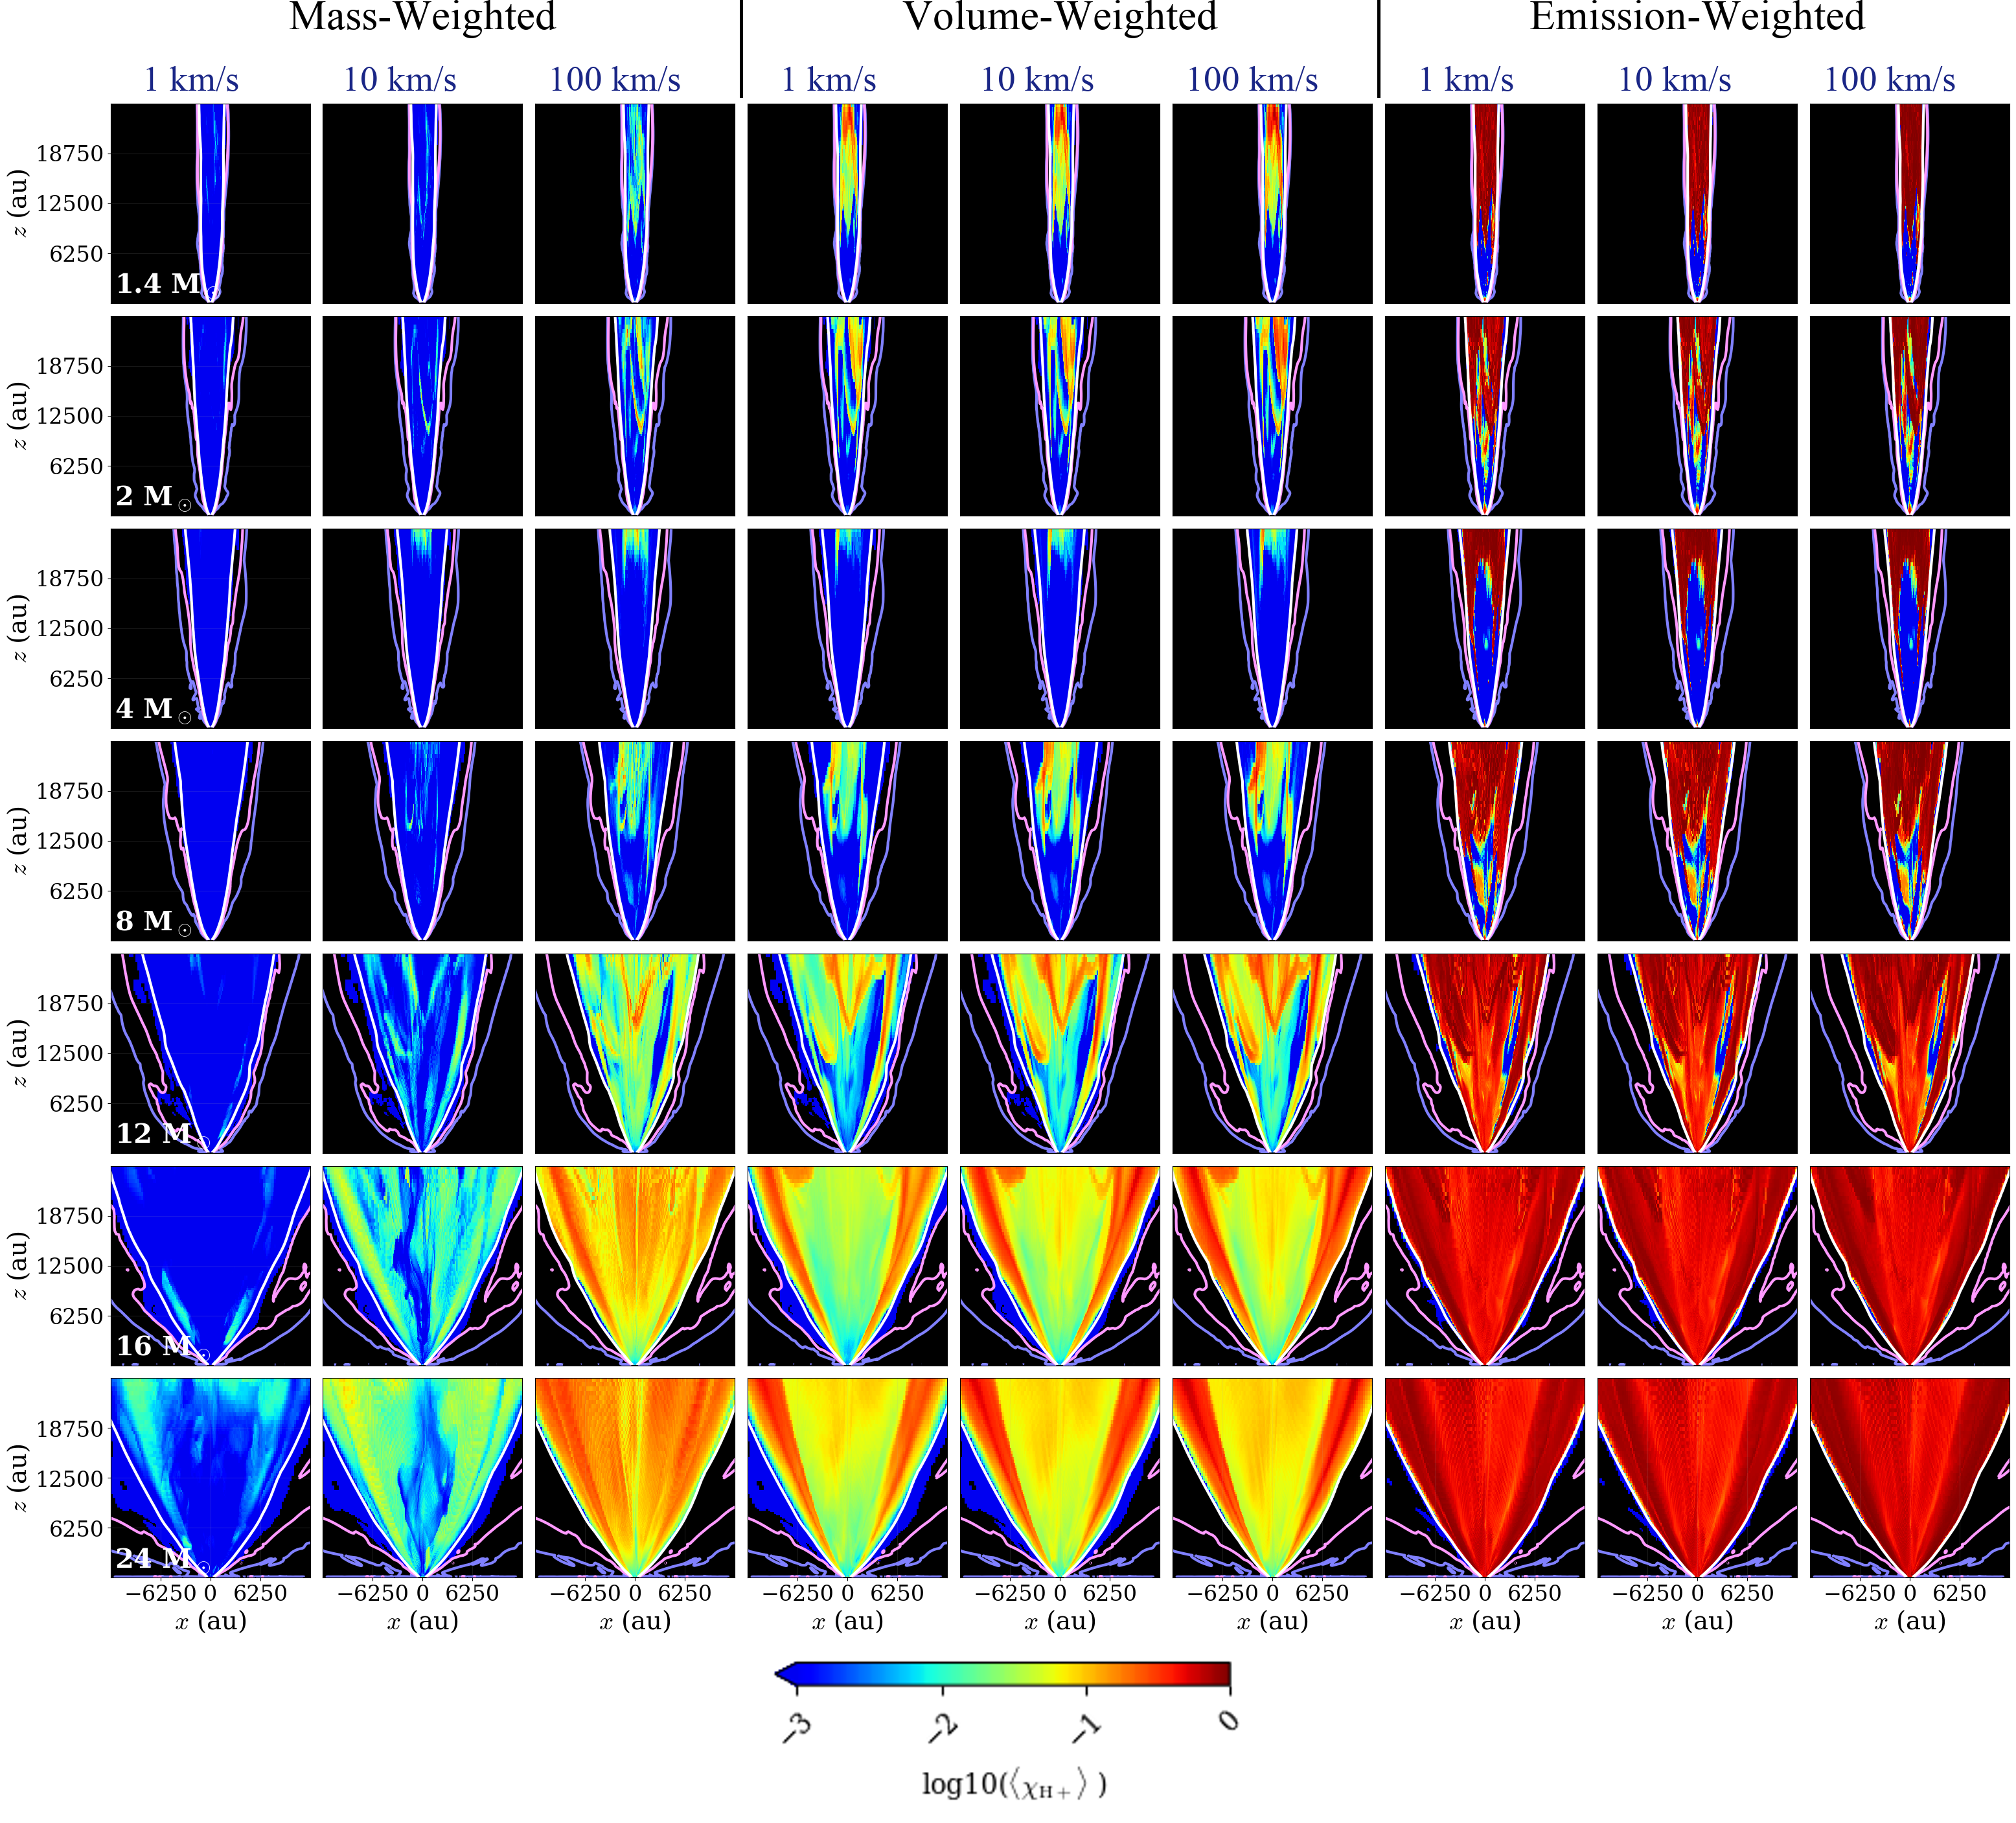 Mass-Weighted Volume-Weighted Emission-Weighted
1 km/s 10 km/s 100 km/s 1 km/s 10 km/s 100 km/s 1 km/s 10 km/s 100 km/s
z (au)
18750
12500
6250
1.4 M⊙
z (au)
18750
12500
6250
2 M⊙
z (au)
18750
12500
6250
4 M⊙
z (au)
18750
12500
6250
8 M⊙
z (au)
18750
12500
6250
12 M⊙
z (au)
18750
12500
6250
16 M⊙
z (au)
18750
12500
6250
24 M⊙
−6250 0 6250 −6250 0 6250 −6250 0 6250 −6250 0 6250 −6250 0 6250 −6250 0 6250 −6250 0 6250 −6250 0 6250 −6250 0 6250
x (au) x (au) x (au) x (au) x (au) x (au) x (au) x (au) x (au)
−3 −2 −1 0
log10(⟨χH+⟩ )